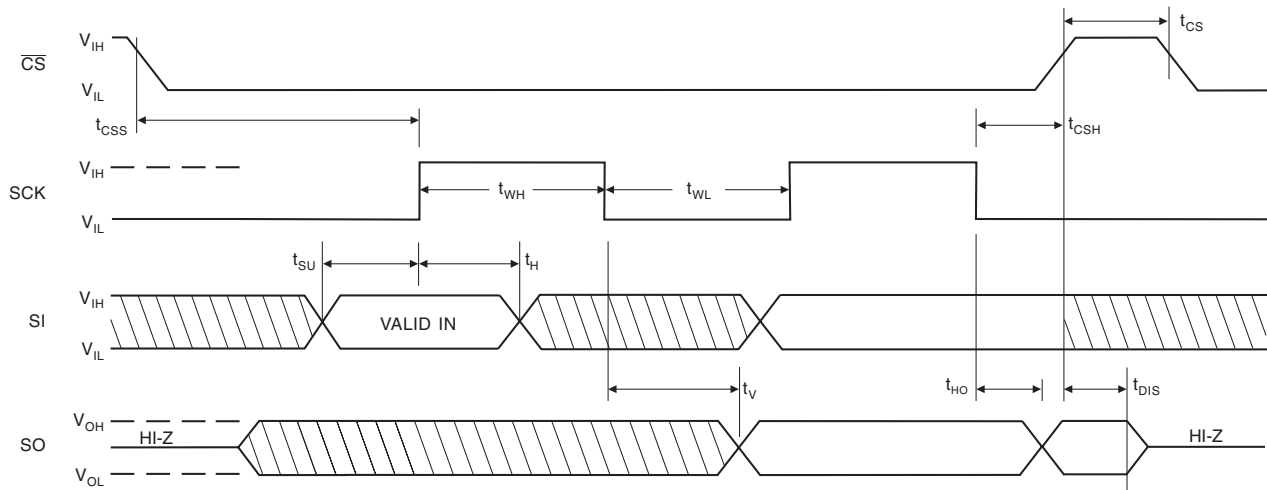 t_CS
V_IH
C̅S̅
V_IL
t_CSS
t_CSH
V_IH
SCK
t_WH
t_WL
V_IL
t_SU
t_H
V_IH
SI
VALID IN
V_IL
t_V
t_HO
t_DIS
V_OH
SO
HI-Z
HI-Z
V_OL